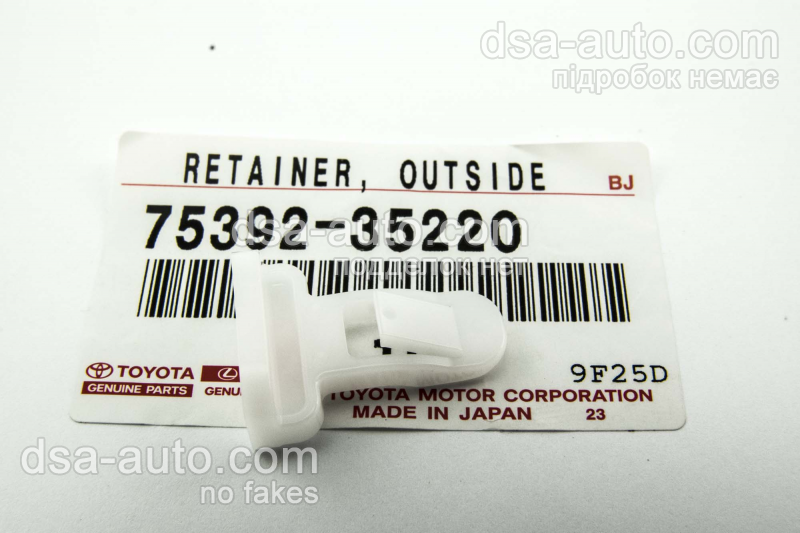 dsa-auto.com
підробок немає
RETAINER, OUTSIDE BJ
75392-35220
dsa-auto.com
подделок нет
TOYOTA
GENUINE PARTS GENU
9F25D
TOYOTA MOTOR CORPORATION
MADE IN JAPAN 23
dsa-auto.com
no fakes